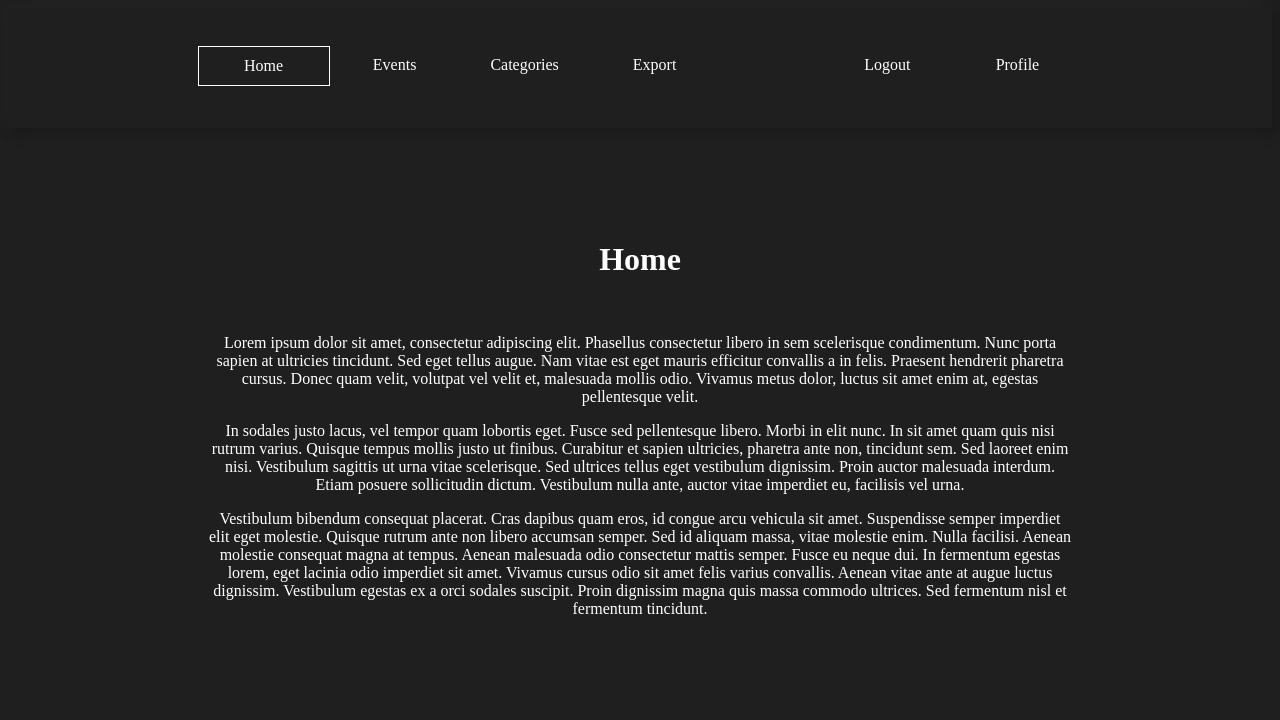 Home Events Categories Export Logout Profile
Home
Lorem ipsum dolor sit amet, consectetur adipiscing elit. Phasellus consectetur libero in sem scelerisque condimentum. Nunc porta
sapien at ultricies tincidunt. Sed eget tellus augue. Nam vitae est eget mauris efficitur convallis a in felis. Praesent hendrerit pharetra
cursus. Donec quam velit, volutpat vel velit et, malesuada mollis odio. Vivamus metus dolor, luctus sit amet enim at, egestas
pellentesque velit.
In sodales justo lacus, vel tempor quam lobortis eget. Fusce sed pellentesque libero. Morbi in elit nunc. In sit amet quam quis nisi
rutrum varius. Quisque tempus mollis justo ut finibus. Curabitur et sapien ultricies, pharetra ante non, tincidunt sem. Sed laoreet enim
nisi. Vestibulum sagittis ut urna vitae scelerisque. Sed ultrices tellus eget vestibulum dignissim. Proin auctor malesuada interdum.
Etiam posuere sollicitudin dictum. Vestibulum nulla ante, auctor vitae imperdiet eu, facilisis vel urna.
Vestibulum bibendum consequat placerat. Cras dapibus quam eros, id congue arcu vehicula sit amet. Suspendisse semper imperdiet
elit eget molestie. Quisque rutrum ante non libero accumsan semper. Sed id aliquam massa, vitae molestie enim. Nulla facilisi. Aenean
molestie consequat magna at tempus. Aenean malesuada odio consectetur mattis semper. Fusce eu neque dui. In fermentum egestas
lorem, eget lacinia odio imperdiet sit amet. Vivamus cursus odio sit amet felis varius convallis. Aenean vitae ante at augue luctus
dignissim. Vestibulum egestas ex a orci sodales suscipit. Proin dignissim magna quis massa commodo ultrices. Sed fermentum nisl et
fermentum tincidunt.